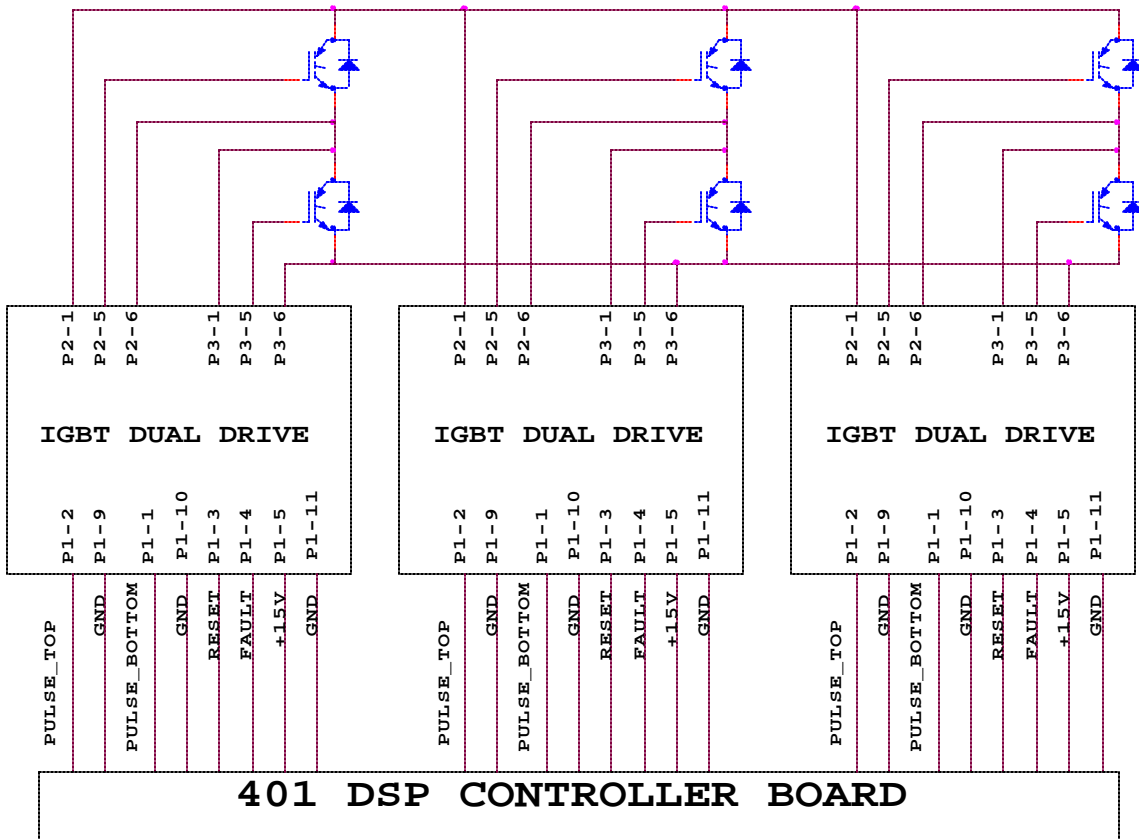 P2-1 P2-5 P2-6 P3-1 P3-5 P3-6
P2-1 P2-5 P2-6 P3-1 P3-5 P3-6
P2-1 P2-5 P2-6 P3-1 P3-5 P3-6
IGBT DUAL DRIVE
IGBT DUAL DRIVE
IGBT DUAL DRIVE
P1-2 P1-9 P1-1 P1-10 P1-3 P1-4 P1-5 P1-11
P1-2 P1-9 P1-1 P1-10 P1-3 P1-4 P1-5 P1-11
P1-2 P1-9 P1-1 P1-10 P1-3 P1-4 P1-5 P1-11
PULSE_TOP GND PULSE_BOTTOM GND RESET FAULT +15V GND
PULSE_TOP GND PULSE_BOTTOM GND RESET FAULT +15V GND
PULSE_TOP GND PULSE_BOTTOM GND RESET FAULT +15V GND
401 DSP CONTROLLER BOARD